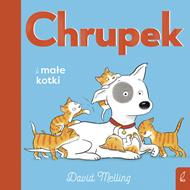 Chrupek
i małe
kotki
David Melling